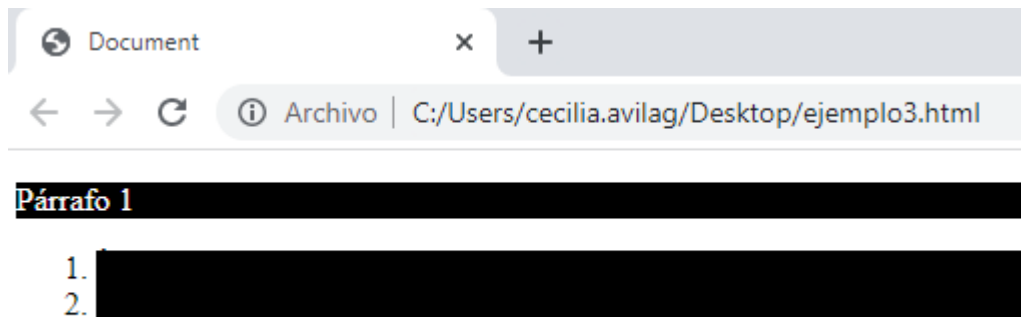 Document
Archivo | C:/Users/cecilia.avilag/Desktop/ejemplo3.html
Párrafo 1
1.
2.